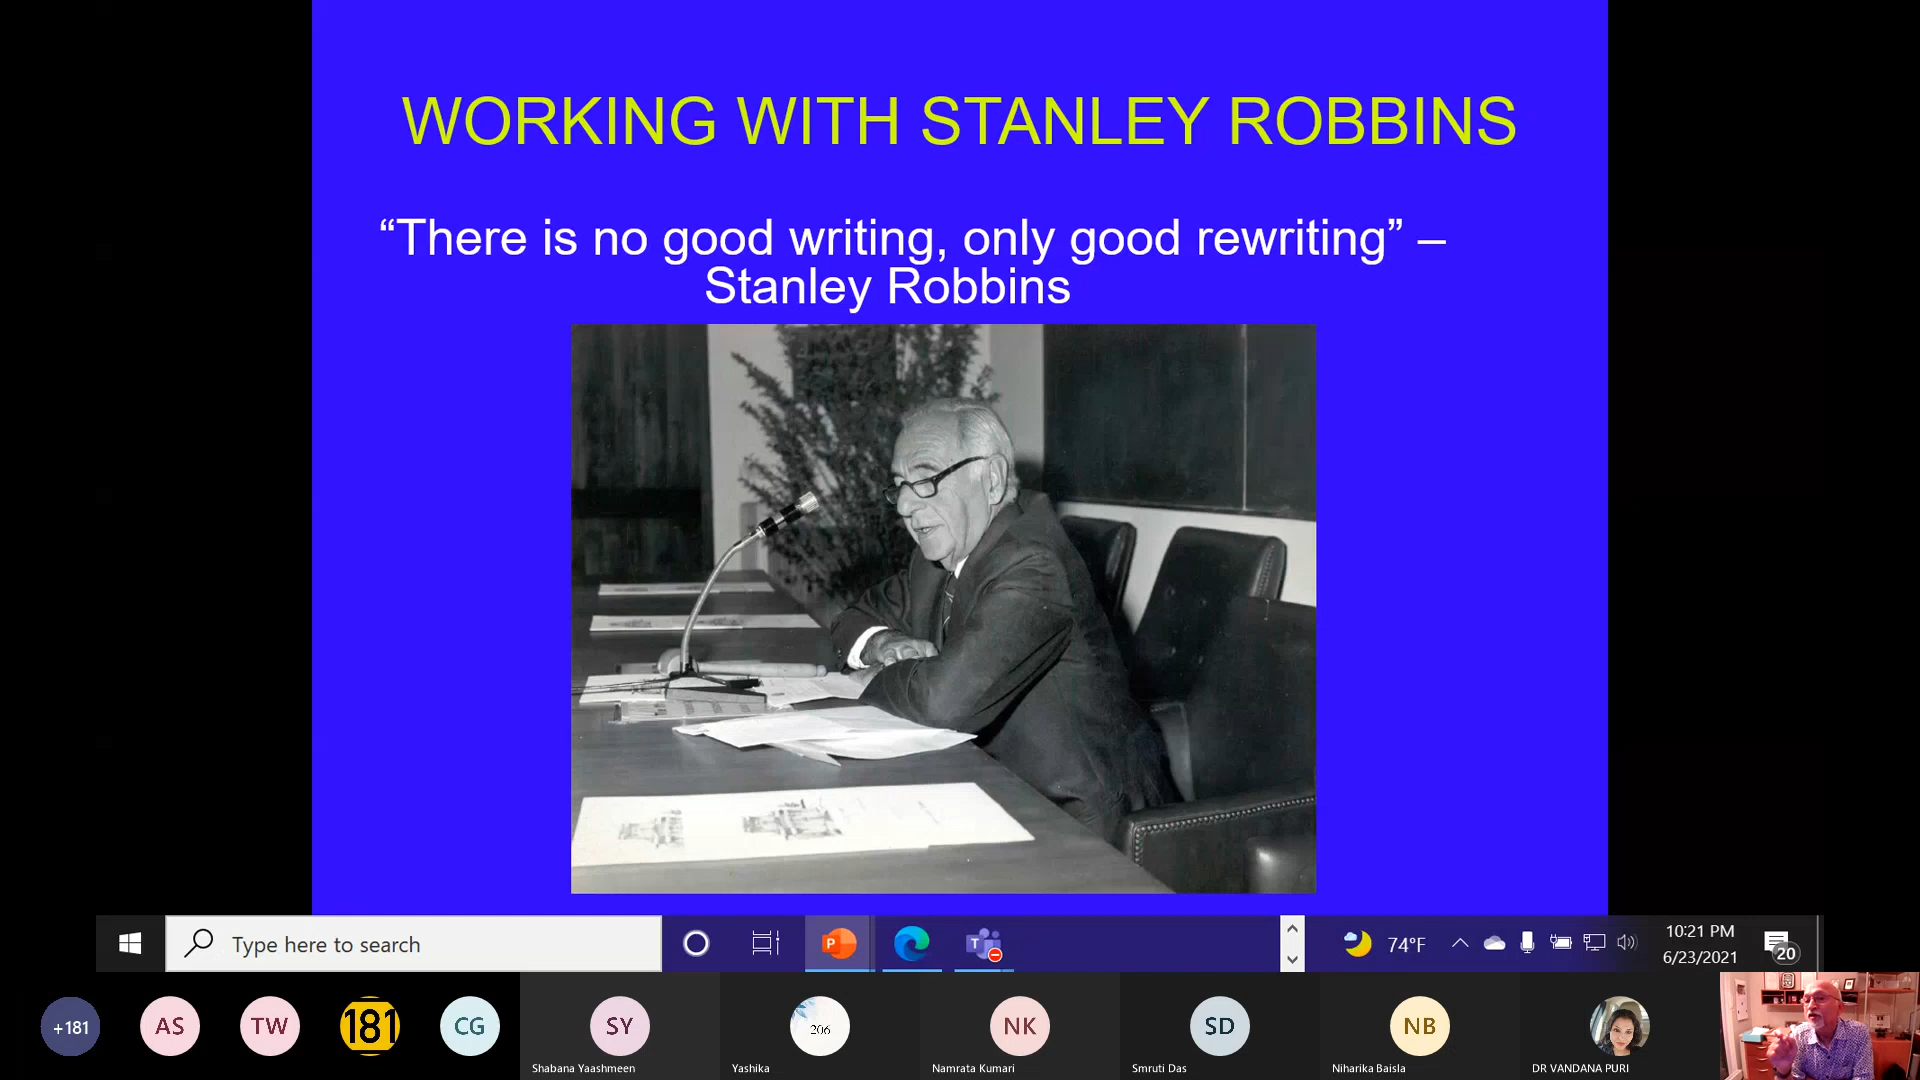 WORKING WITH STANLEY ROBBINS
“There is no good writing, only good rewriting” –
Stanley Robbins
Type here to search
P
T
74°F
10:21 PM
6/23/2021
20
+181
AS
TW
181
CG
SY
206
NK
SD
NB
Shabana Yaashmeen
Yashika
Namrata Kumari
Smruti Das
Niharika Baisla
DR VANDANA PURI